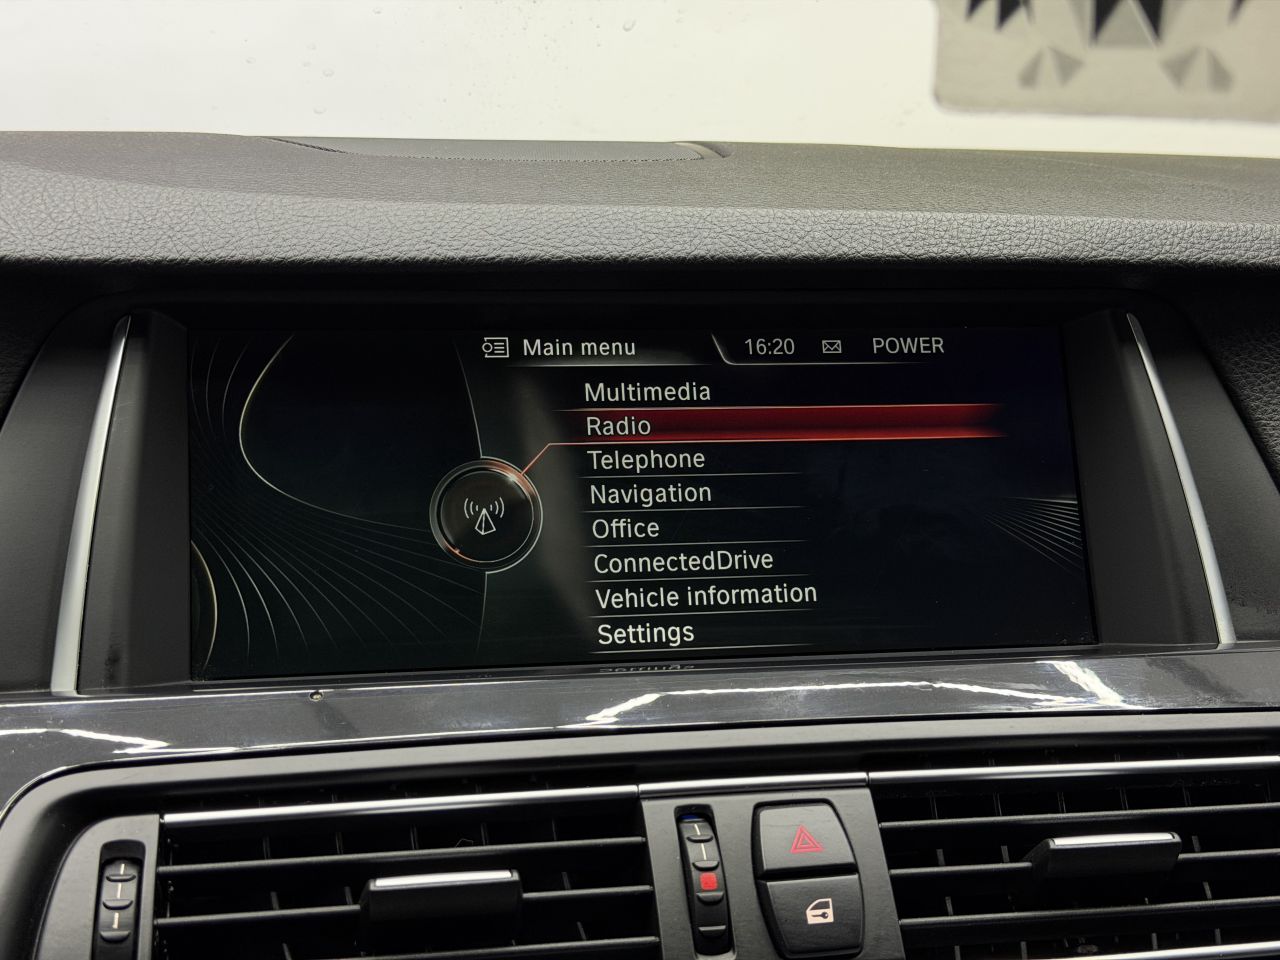 Main menu 16:20 POWER
Multimedia
Radio
Telephone
Navigation
Office
ConnectedDrive
Vehicle information
Settings